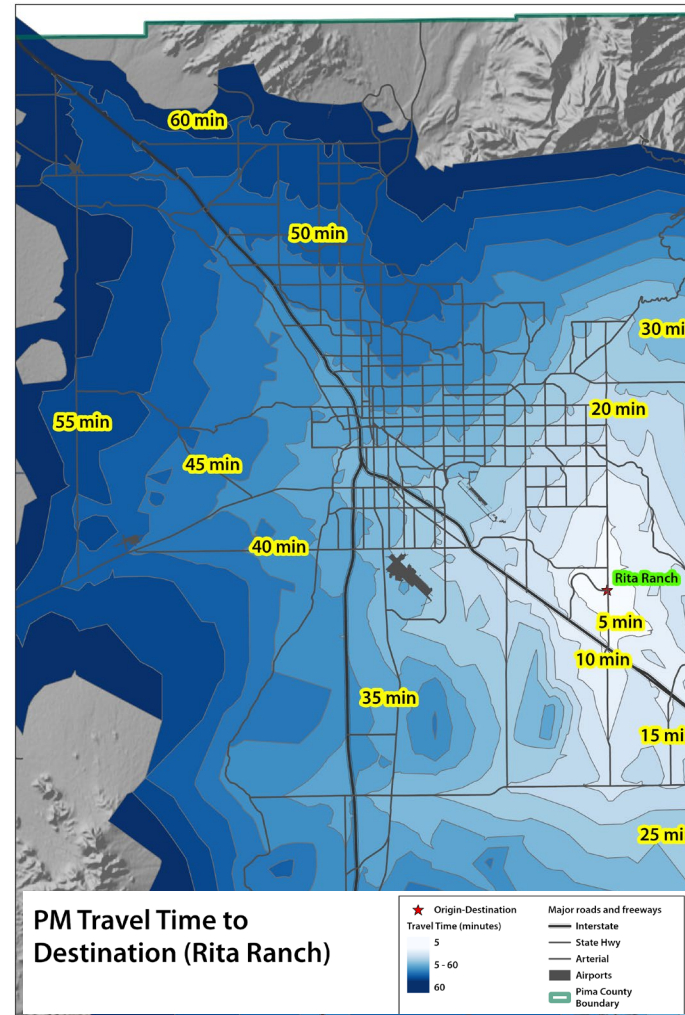 60 min
50 min
30 mi
20 min
55 min
45 min
40 min
Rita Ranch
5 min
10 min
35 min
15 mi
25 mi
PM Travel Time to
Destination (Rita Ranch)
Origin-Destination
Travel Time (minutes)
5
5 - 60
60
Major roads and freeways
Interstate
State Hwy
Arterial
Airports
Pima County
Boundary